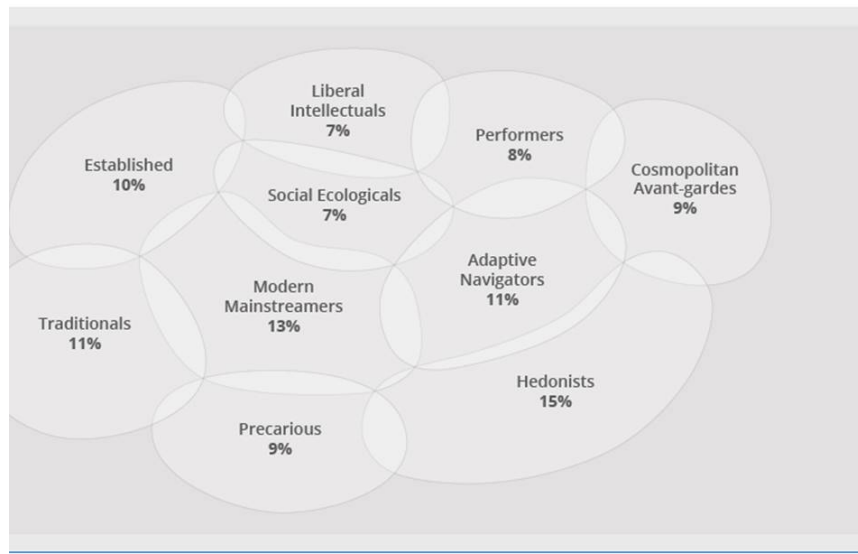 Liberal
Intellectuals
7%
Performers
8%
Established
10%
Cosmopolitan
Avant-gardes
9%
Social Ecologicals
7%
Adaptive
Navigators
11%
Modern
Mainstreamers
13%
Traditionals
11%
Hedonists
15%
Precarious
9%